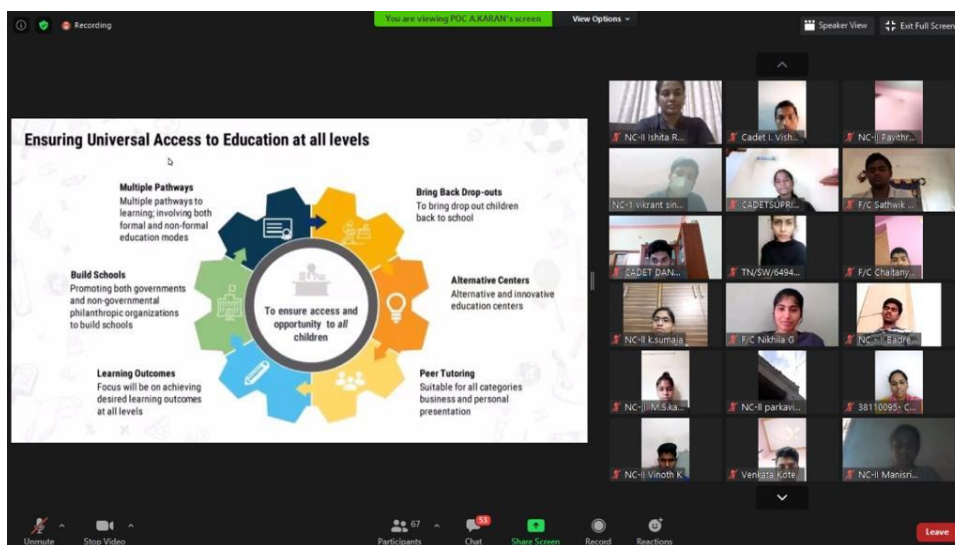 Recording
You are viewing POC A.KARAN's screen
View Options
Speaker View
Exit Full Screen
Ensuring Universal Access to Education at all levels
Multiple Pathways
Multiple pathways to
learning; involving both
formal and non-formal
education modes
Bring Back Drop-outs
To bring drop out children
back to school
Build Schools
Promoting both governments
and non-governmental
philanthropic organizations
to build schools
To ensure access and
opportunity to all
children
Alternative Centers
Alternative and innovative
education centers
Learning Outcomes
Focus will be on achieving
desired learning outcomes
at all levels
Peer Tutoring
Suitable for all categories
business and personal
presentation
NC-II Ishita R...
Cadet I. Vish...
NC-II Pavithr...
NC-1 vikrant sin...
CADETSUPRI...
F/C Sathwik ...
CADET DAN...
TN/SW/6494...
F/C Chaitany...
NC-II k.sumaja
F/C Nikhila G
NC - II Badre...
NC-II M.Sika...
NC-II parkavi...
38110095- C...
NC-II Vinoth K
Venkata Kote...
NC-II Manisri...
Unmute
Stop Video
67
Participants
53
Chat
Share Screen
Record
Reactions
Leave